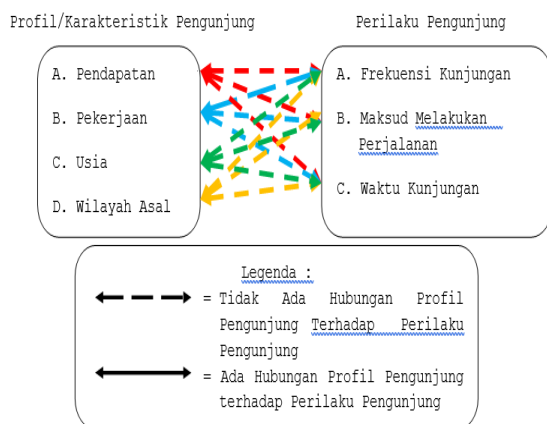 Profil/Karakteristik Pengunjung
Perilaku Pengunjung
A. Pendapatan
B. Pekerjaan
C. Usia
D. Wilayah Asal
A. Frekuensi Kunjungan
B. Maksud Melakukan
Perjalanan
C. Waktu Kunjungan
Legenda :
= Tidak Ada Hubungan Profil
Pengunjung Terhadap Perilaku
Pengunjung
= Ada Hubungan Profil Pengunjung
terhadap Perilaku Pengunjung